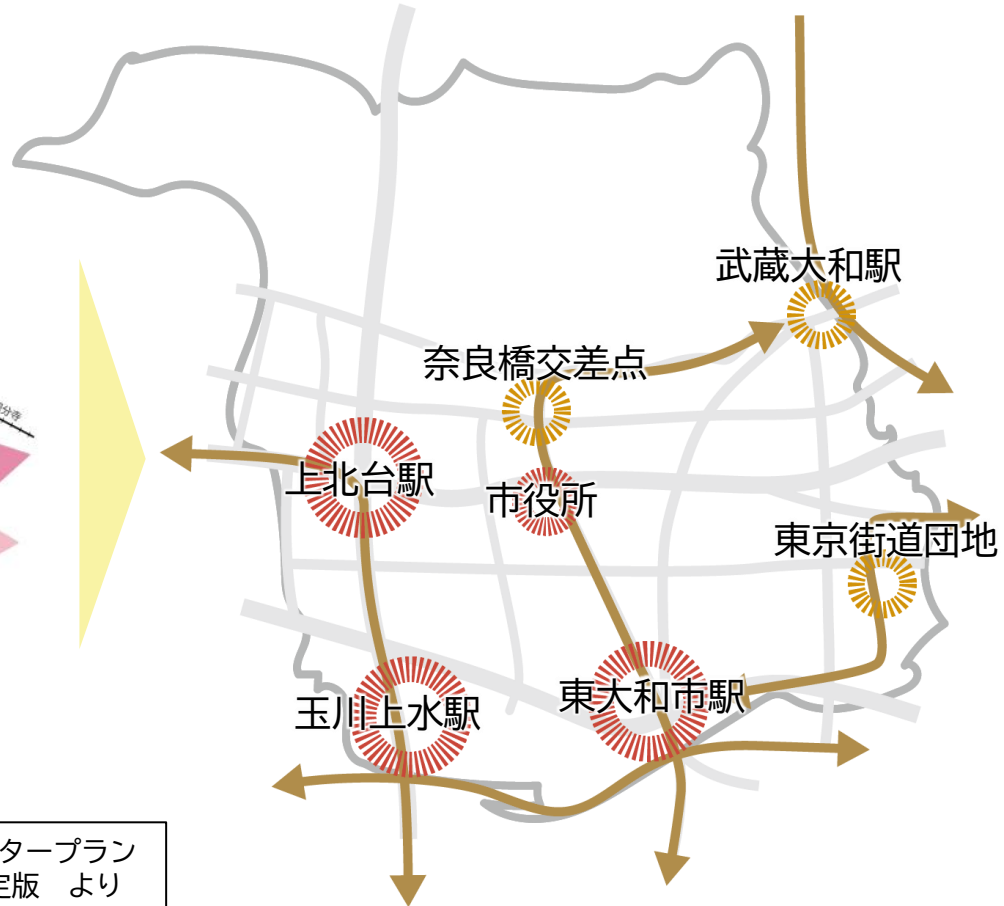 武蔵大和駅
奈良橋交差点
上北台駅
市役所
東京街道団地
東大和市駅
玉川上水駅
タープラン
定版　より